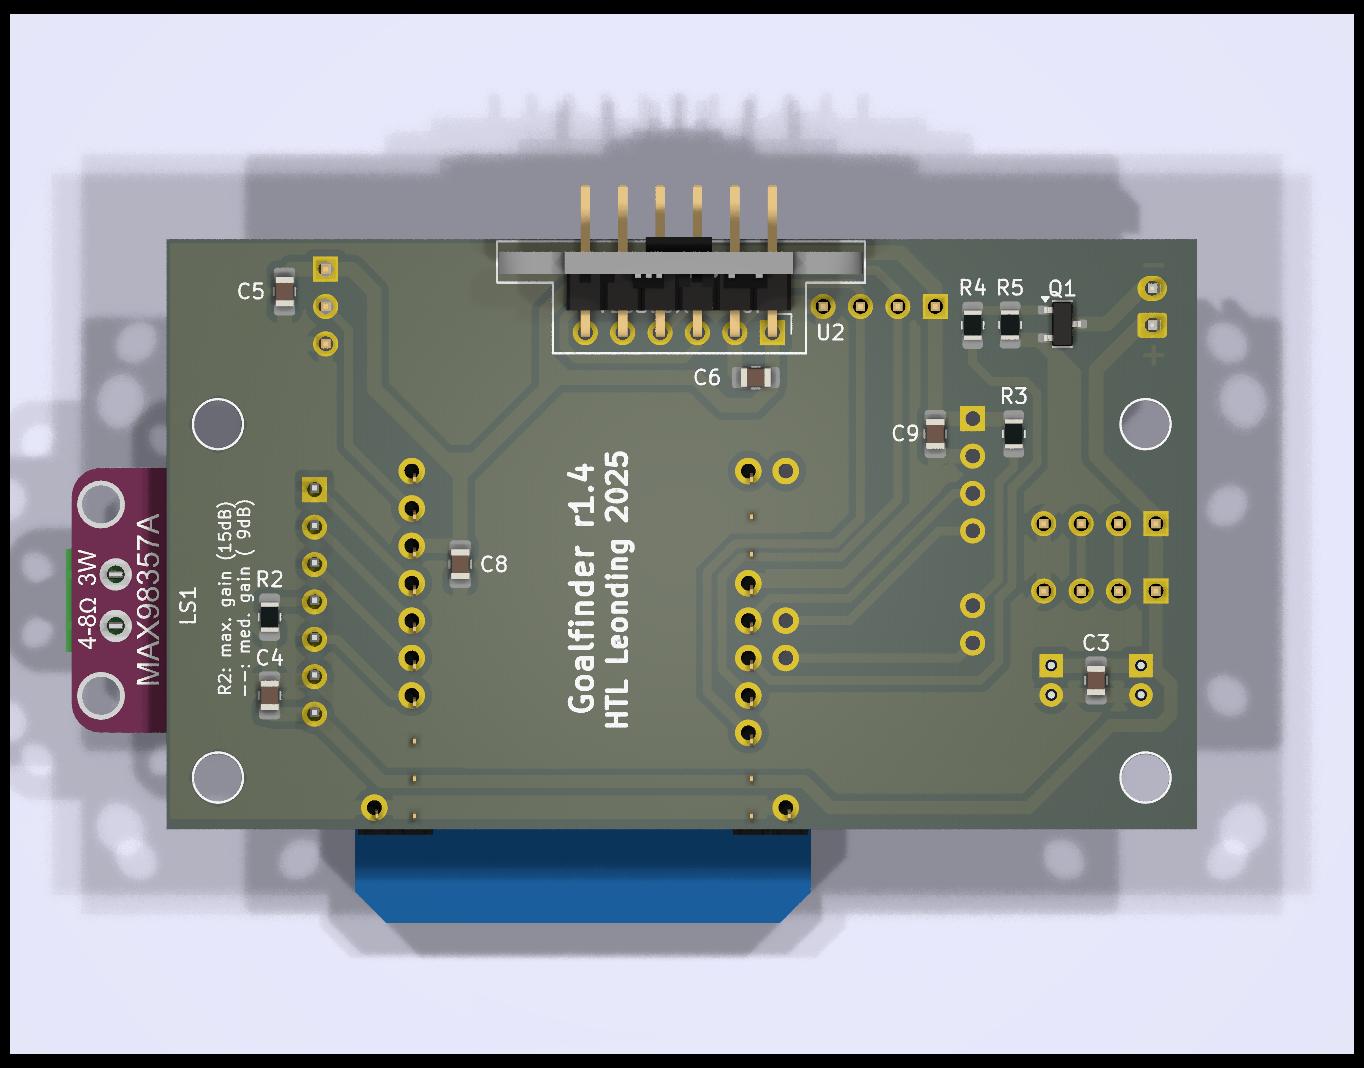 C5
R4
R5
Q1
−
+
U2
C6
R3
C9
Goalfinder r1.4
HTL Leonding 2025
C8
4-8Ω 3W
MAX98357A
LS1
R2: max. gain (15dB)
--: med. gain ( 9dB)
R2
C4
C3